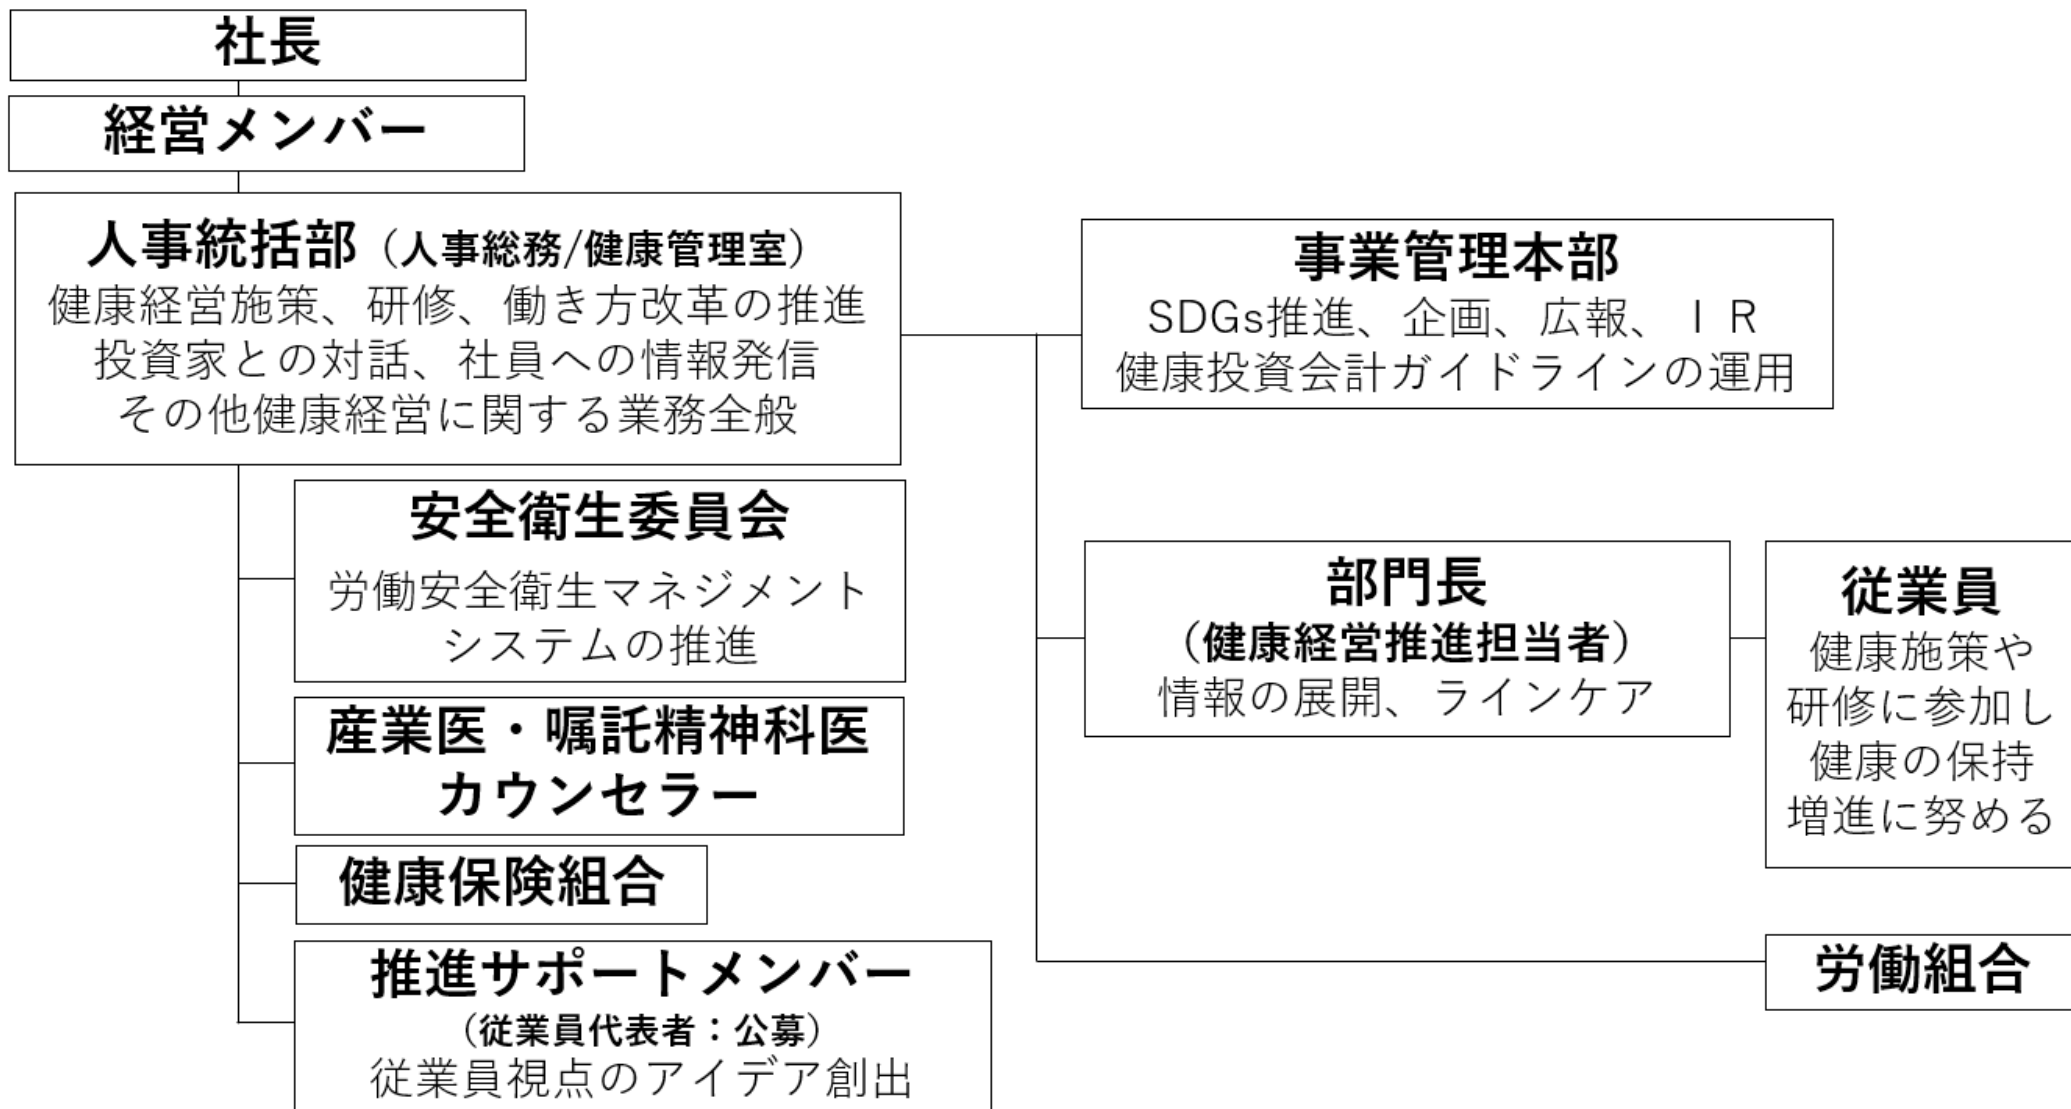 社長
経営メンバー
人事統括部（人事総務/健康管理室）
健康経営施策、研修、働き方改革の推進
投資家との対話、社員への情報発信
その他健康経営に関する業務全般
事業管理本部
SDGs推進、企画、広報、ＩＲ
健康投資会計ガイドラインの運用
安全衛生委員会
労働安全衛生マネジメント
システムの推進
産業医・嘱託精神科医
カウンセラー
健康保険組合
推進サポートメンバー
（従業員代表者：公募）
従業員視点のアイデア創出
部門長
（健康経営推進担当者）
情報の展開、ラインケア
従業員
健康施策や
研修に参加し
健康の保持
増進に努める
労働組合